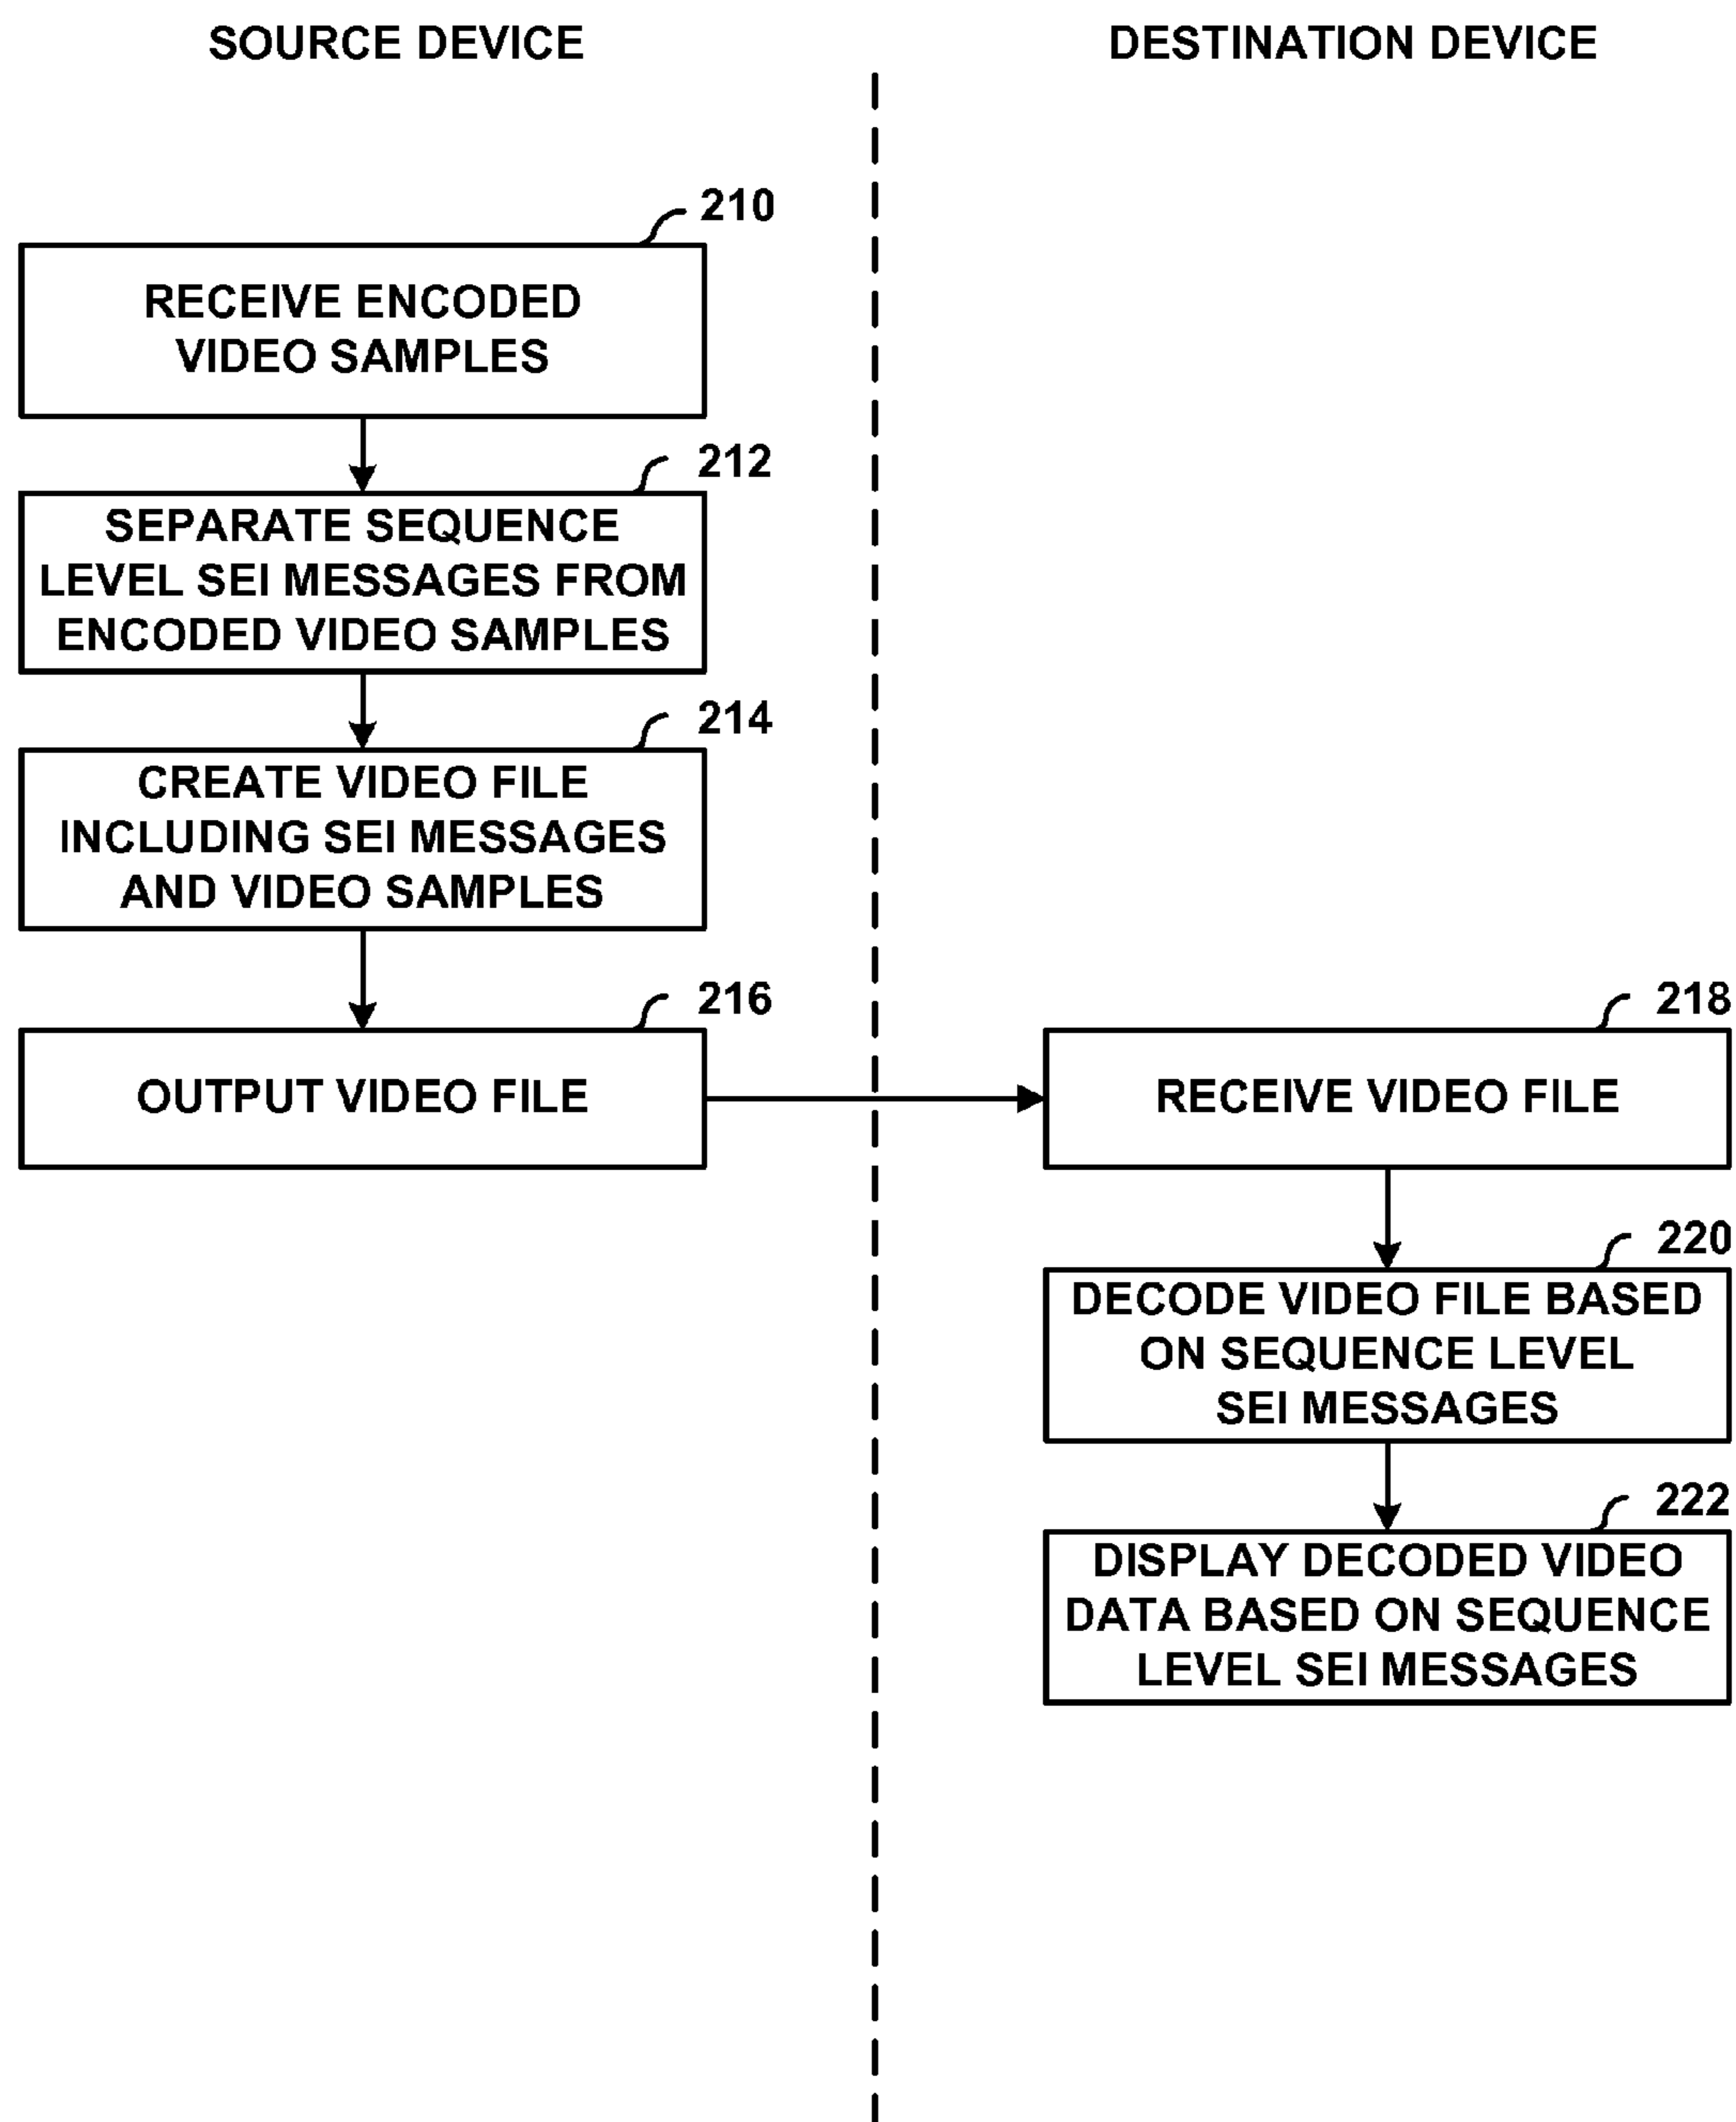 SOURCE DEVICE
DESTINATION DEVICE
210
RECEIVE ENCODED
VIDEO SAMPLES
212
SEPARATE SEQUENCE
LEVEL SEI MESSAGES FROM
ENCODED VIDEO SAMPLES
214
CREATE VIDEO FILE
INCLUDING SEI MESSAGES
AND VIDEO SAMPLES
216
OUTPUT VIDEO FILE
218
RECEIVE VIDEO FILE
220
DECODE VIDEO FILE BASED
ON SEQUENCE LEVEL
SEI MESSAGES
222
DISPLAY DECODED VIDEO
DATA BASED ON SEQUENCE
LEVEL SEI MESSAGES